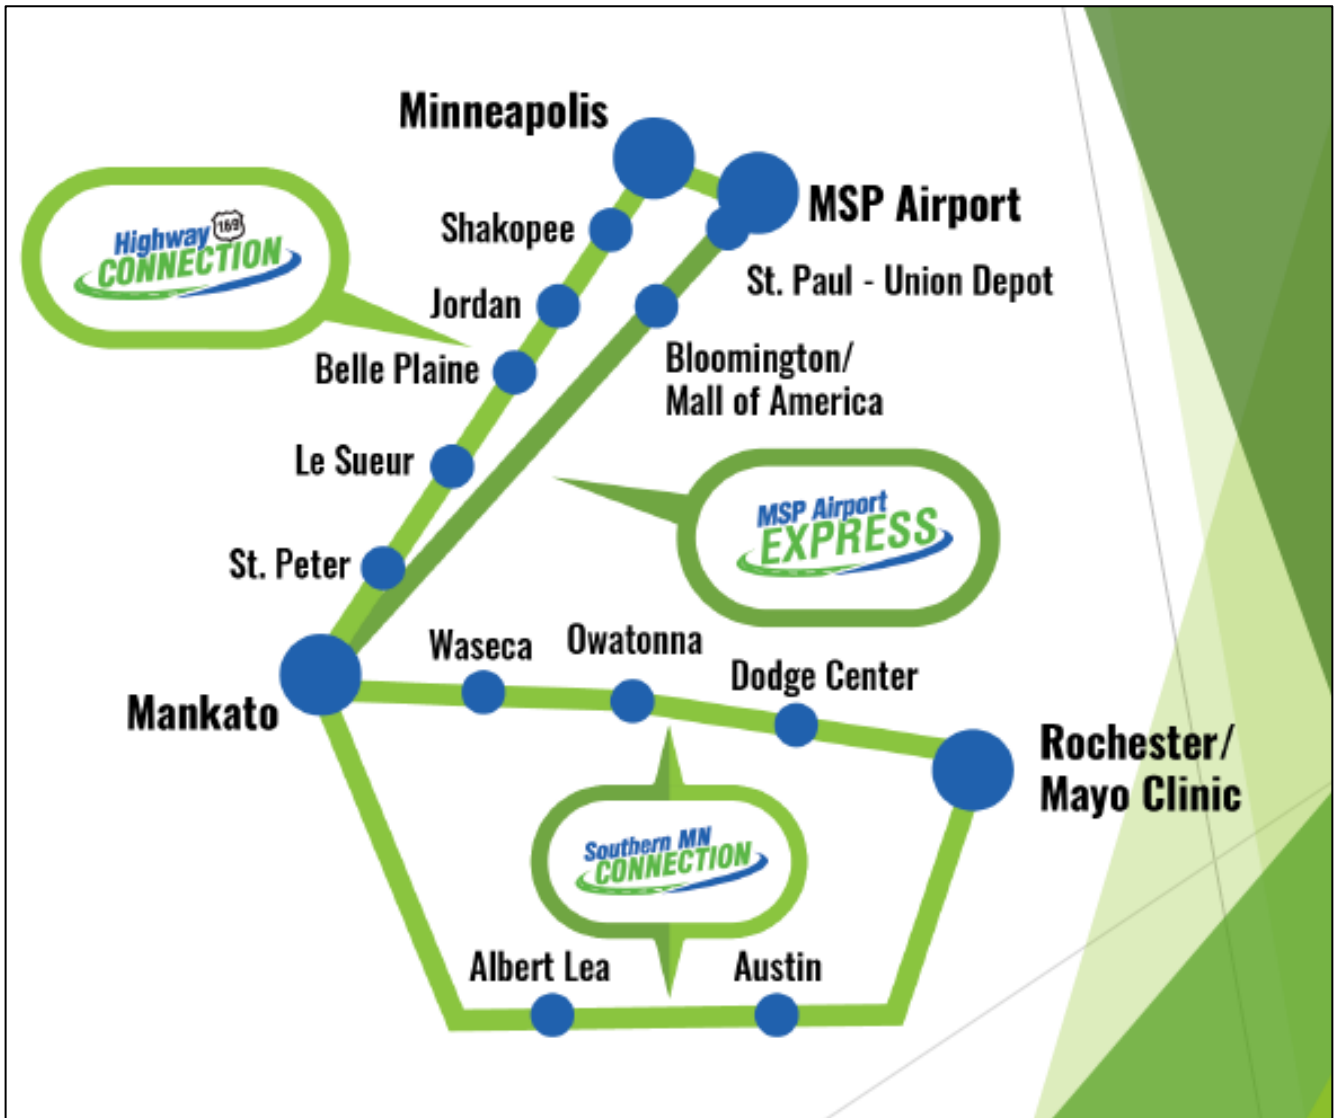 Minneapolis
MSP Airport
Highway 169
CONNECTION
Shakopee
St. Paul - Union Depot
Jordan
Belle Plaine
Bloomington/
Mall of America
Le Sueur
MSP Airport
EXPRESS
St. Peter
Waseca
Owatonna
Dodge Center
Mankato
Rochester/
Mayo Clinic
Southern MN
CONNECTION
Albert Lea
Austin